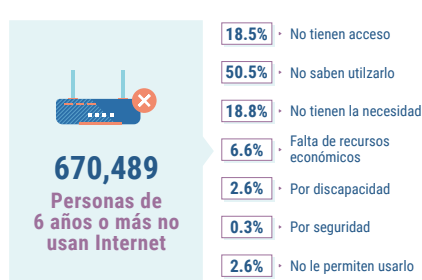 670,489
Personas de
6 años o más no
usan Internet
18.5% No tienen acceso
50.5% No saben utilzarlo
18.8% No tienen la necesidad
6.6% Falta de recursos
económicos
2.6% Por discapacidad
0.3% Por seguridad
2.6% No le permiten usarlo